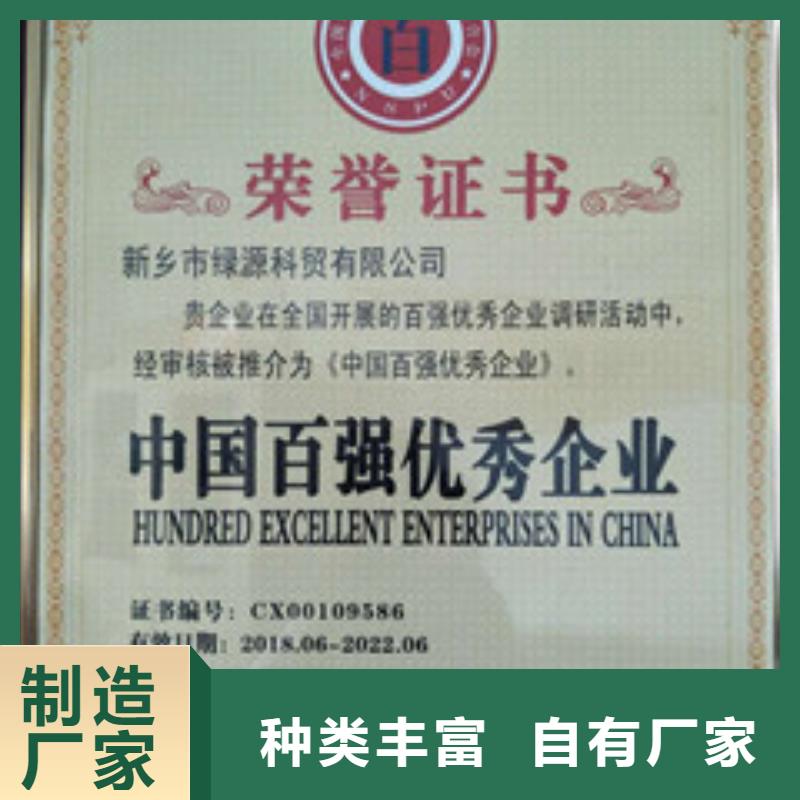 百
NNPU
荣誉证书
新乡市绿源科贸有限公司
贵企业在全国开展的百强优秀企业调研活动中，
经审核被推介为《中国百强优秀企业》。
中国百强优秀企业
HUNDRED EXCELLENT ENTERPRISES IN CHINA
证书编号：CX00109586
有效日期：2018.06-2022.06
制造
厂家
种类丰富 自有厂家